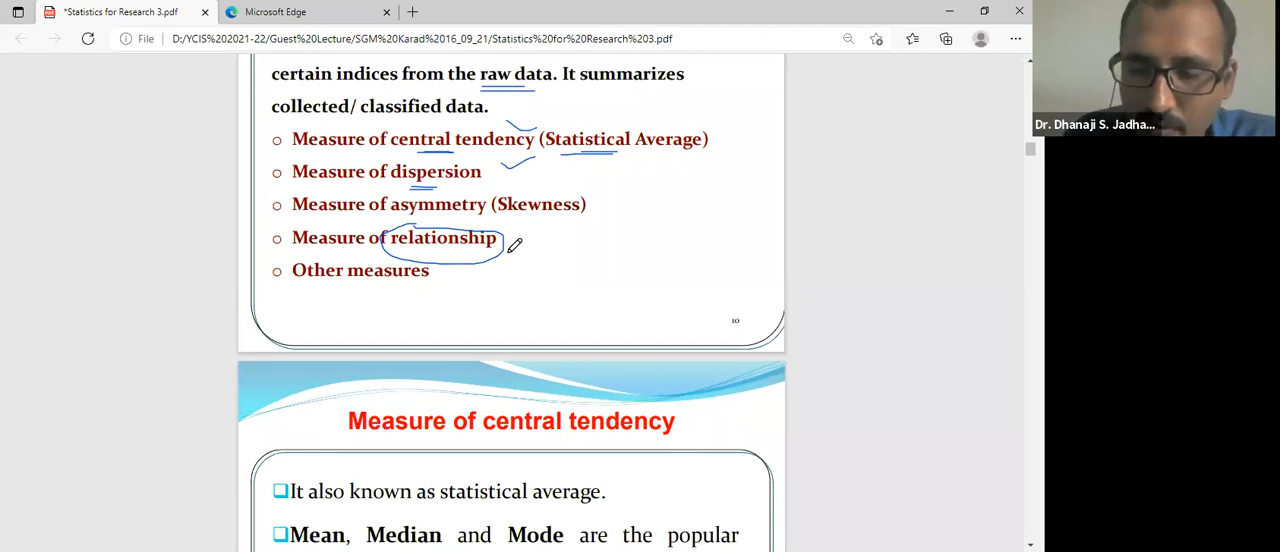 *Statistics for Research 3.pdf
Microsoft Edge
File
D:/YCIS%202021-22/Guest%20Lecture/SGM%20Karad%2016_09_21/Statistics%20for%20Research%203.pdf
Dr. Dhanaji S. Jadha...
certain indices from the raw data. It summarizes
collected/ classified data.
Measure of central tendency (Statistical Average)
Measure of dispersion
Measure of asymmetry (Skewness)
Measure of relationship
Other measures
10
Measure of central tendency
It also known as statistical average.
Mean, Median and Mode are the popular